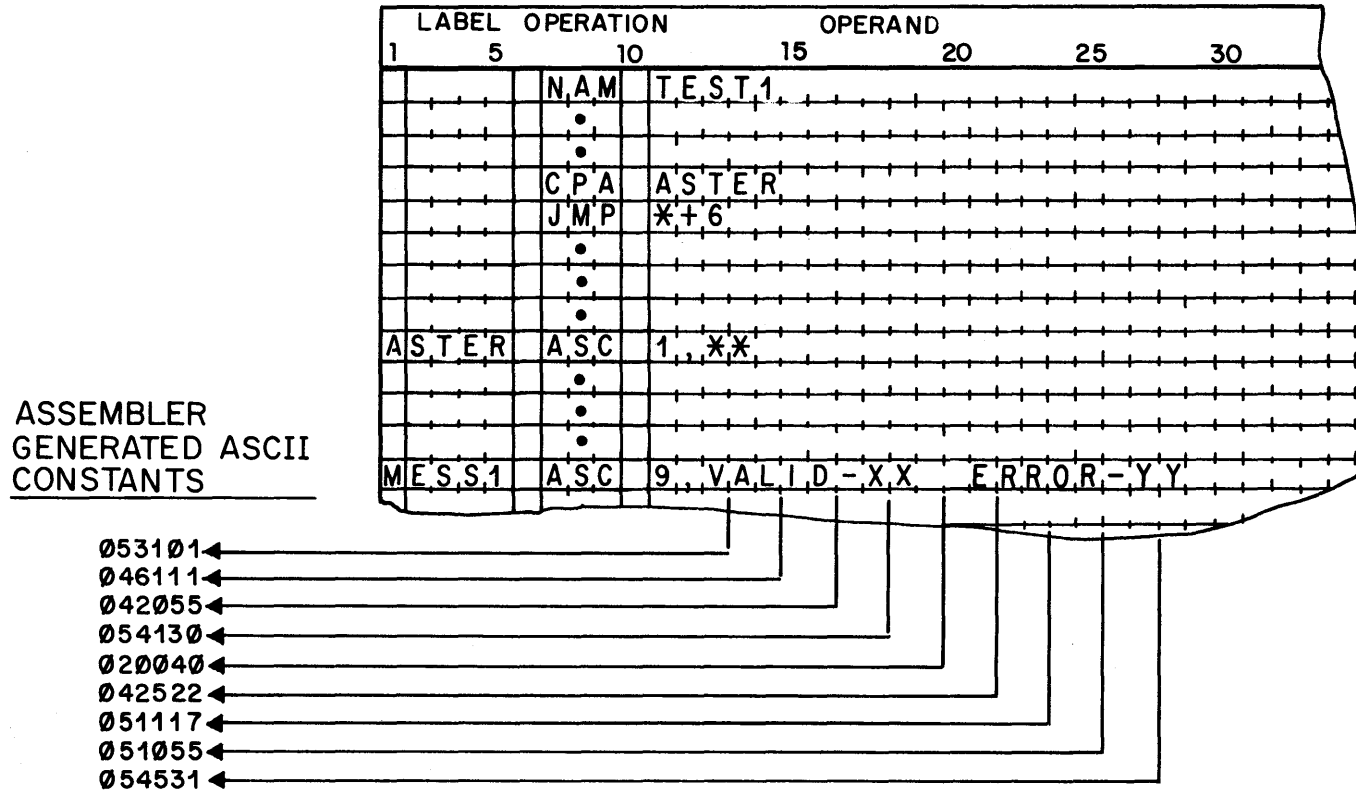 LABEL OPERATION OPERAND
1 5 10 15 20 25 30
NAM TEST1
CPA ASTER
JMP *+6
ASTER ASC 1,**
MESS1 ASC 9,VALID-XX  ERROR-YY
ASSEMBLER
GENERATED ASCII
CONSTANTS
Ø531Ø1
Ø46111
Ø42Ø55
Ø5413Ø
Ø2ØØ4Ø
Ø42522
Ø51117
Ø51Ø55
Ø54531